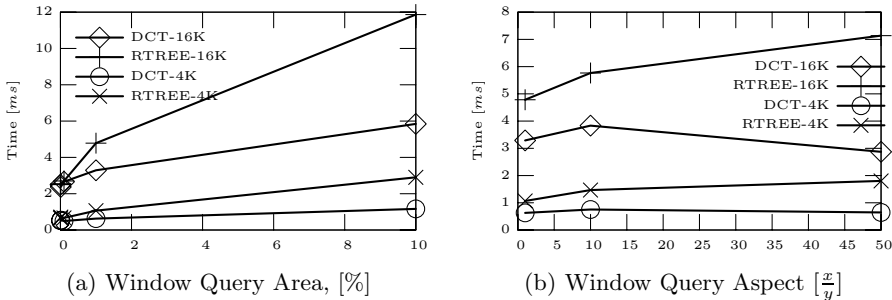 12
10
8
6
4
2
0
Time [ms]
DCT-16K
RTREE-16K
DCT-4K
RTREE-4K
0 2 4 6 8 10
(a) Window Query Area, [%]
8
7
6
5
4
3
2
1
0
Time [ms]
DCT-16K
RTREE-16K
DCT-4K
RTREE-4K
0 5 10 15 20 25 30 35 40 45 50
(b) Window Query Aspect [x/y]